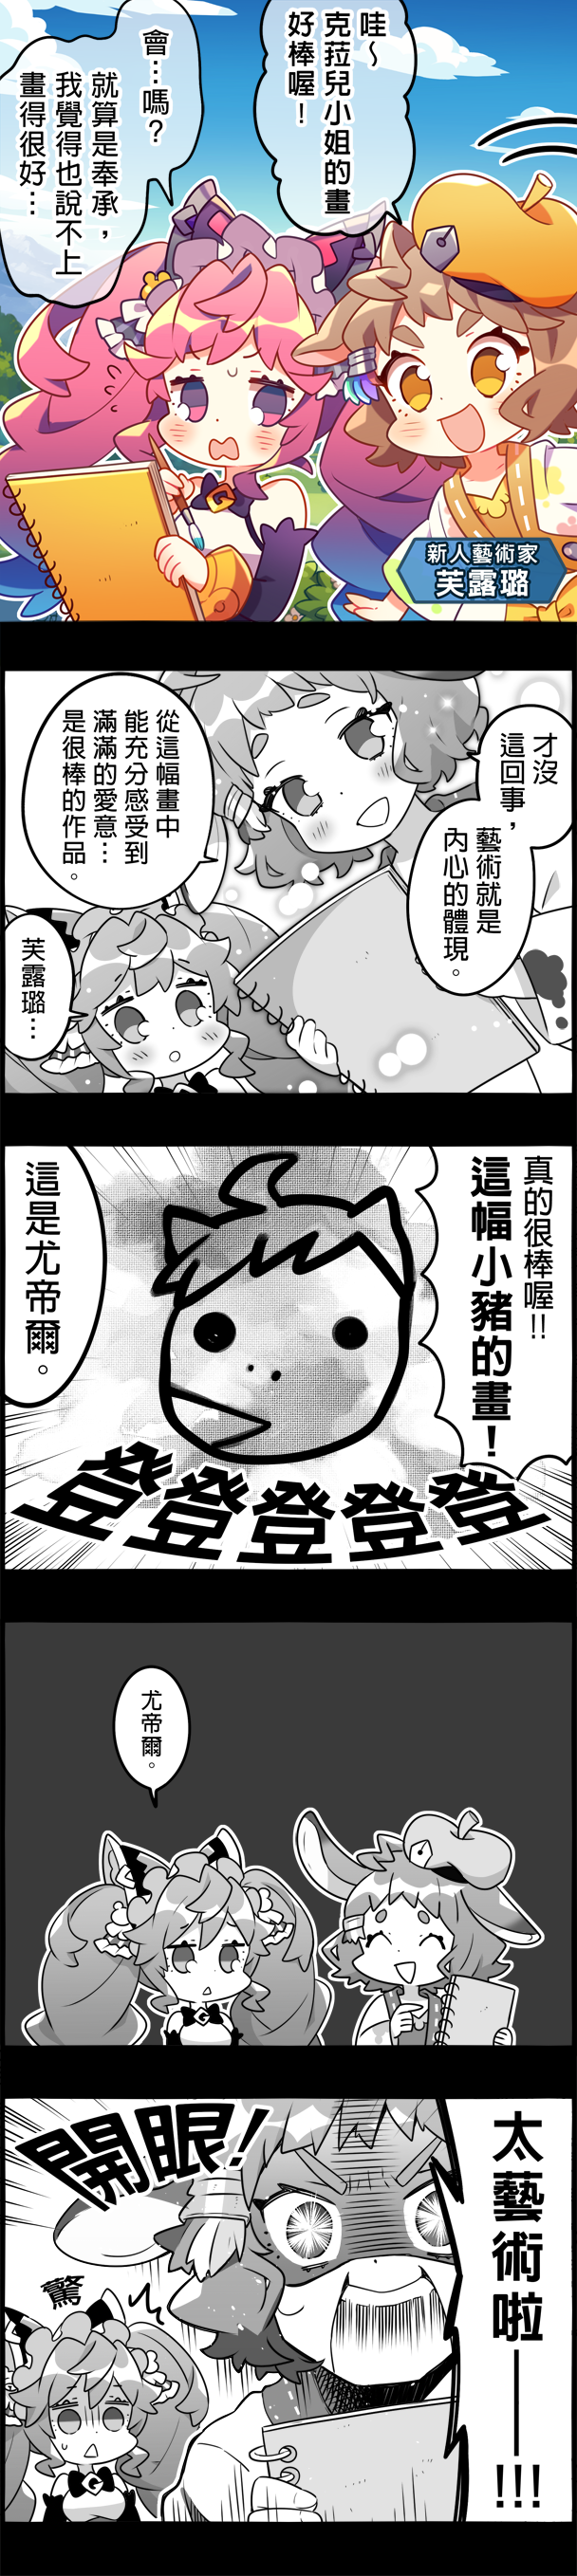 哇～
克菈兒小姐的畫
好棒喔！
會…嗎？
就算是奉承，
我覺得也說不上
畫得很好…
新人藝術家
芙露璐
才沒
這回事，
藝術就是
內心的體現。
從這幅畫中
能充分感受到
滿滿的愛意…
是很棒的作品。
芙露璐…
真的很棒喔!!
這幅小豬的畫！
這是尤帝爾。
登登登登登
尤帝爾。
太藝術啦——!!!
開眼！
驚